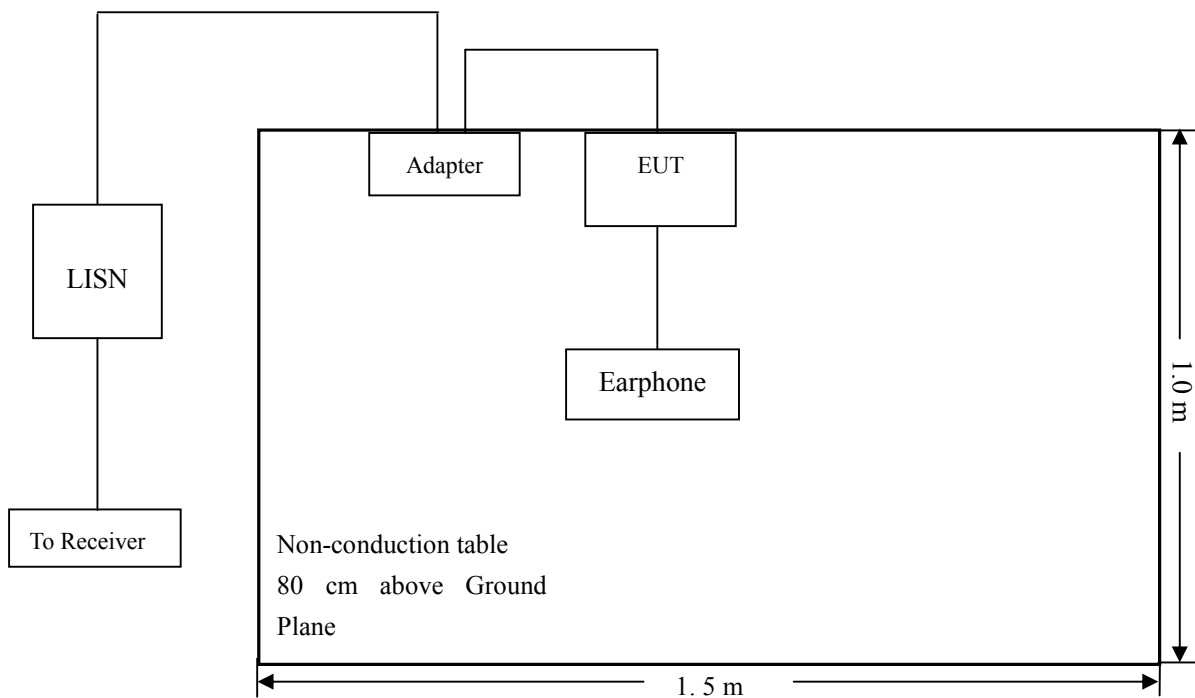 Adapter
EUT
LISN
Earphone
1.0 m
To Receiver
Non-conduction table
80 cm above Ground
Plane
1. 5 m